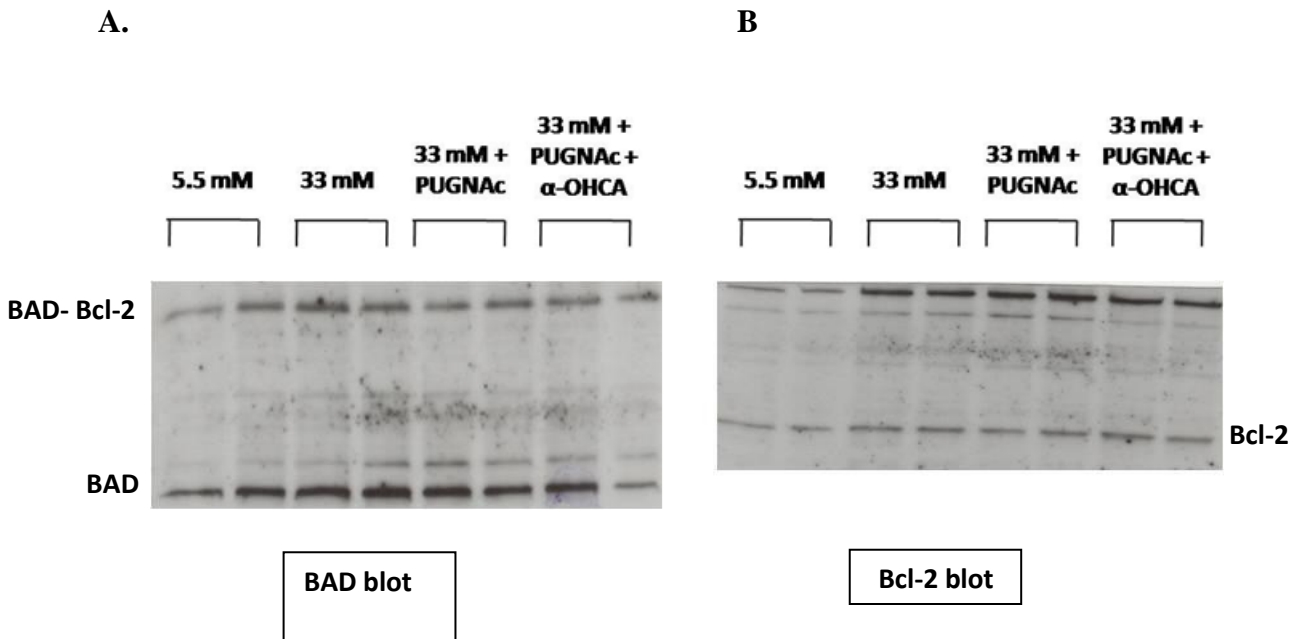 A.
5.5 mM
33 mM
33 mM +
PUGNAc
33 mM +
PUGNAc +
α-OHCA
BAD- Bcl-2
BAD
BAD blot
B
5.5 mM
33 mM
33 mM +
PUGNAc
33 mM +
PUGNAc +
α-OHCA
Bcl-2
Bcl-2 blot